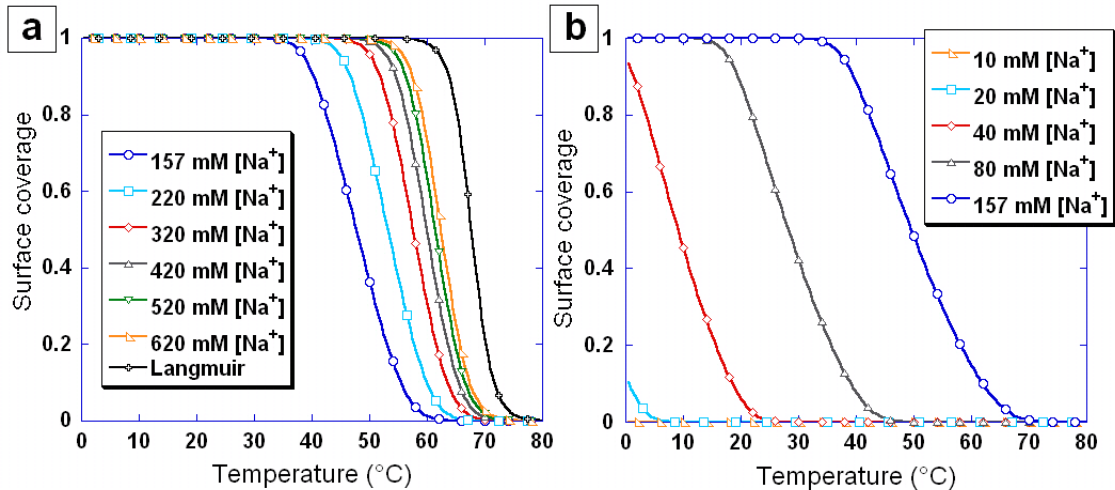 a
1
0.8
0.6
0.4
0.2
0
Surface coverage
157 mM [Na⁺]
220 mM [Na⁺]
320 mM [Na⁺]
420 mM [Na⁺]
520 mM [Na⁺]
620 mM [Na⁺]
Langmuir
0 10 20 30 40 50 60 70 80
Temperature (°C)
b
1
0.8
0.6
0.4
0.2
0
Surface coverage
10 mM [Na⁺]
20 mM [Na⁺]
40 mM [Na⁺]
80 mM [Na⁺]
157 mM [Na⁺]
0 10 20 30 40 50 60 70 80
Temperature (°C)